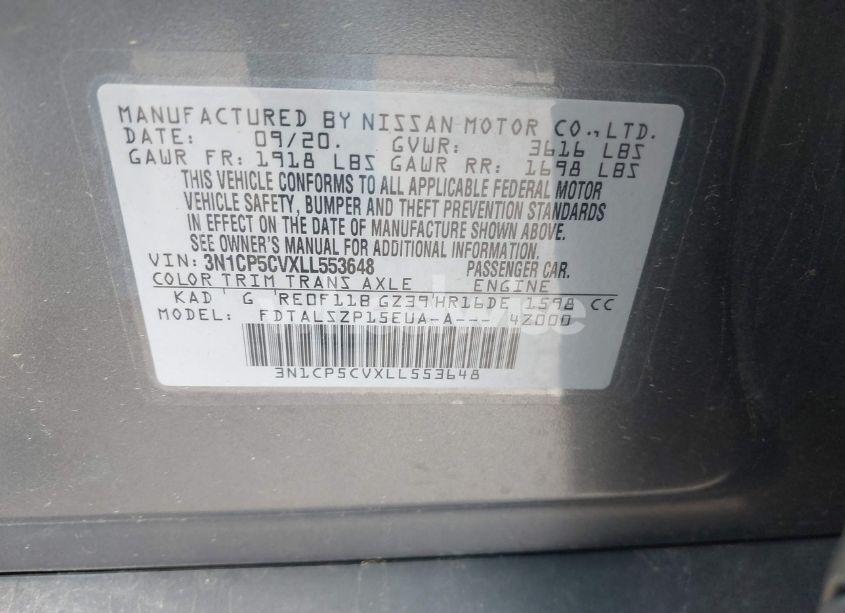 MANUFACTURED BY NISSAN MOTOR CO.,LTD.
DATE: 09/20. GVWR: 3616 LBS
GAWR FR: 1918 LBS GAWR RR: 1698 LBS
THIS VEHICLE CONFORMS TO ALL APPLICABLE FEDERAL MOTOR
VEHICLE SAFETY, BUMPER AND THEFT PREVENTION STANDARDS
IN EFFECT ON THE DATE OF MANUFACTURE SHOWN ABOVE.
SEE OWNER'S MANUAL FOR ADDITIONAL INFORMATION.
VIN: 3N1CP5CVXLL553648 PASSENGER CAR.
COLOR TRIM TRANS AXLE ENGINE
KAD G RE0F11B GZ39 HR16DE 1598 CC
MODEL: FDTALSZP15EUA-A--- 4Z000
3N1CP5CVXLL553648